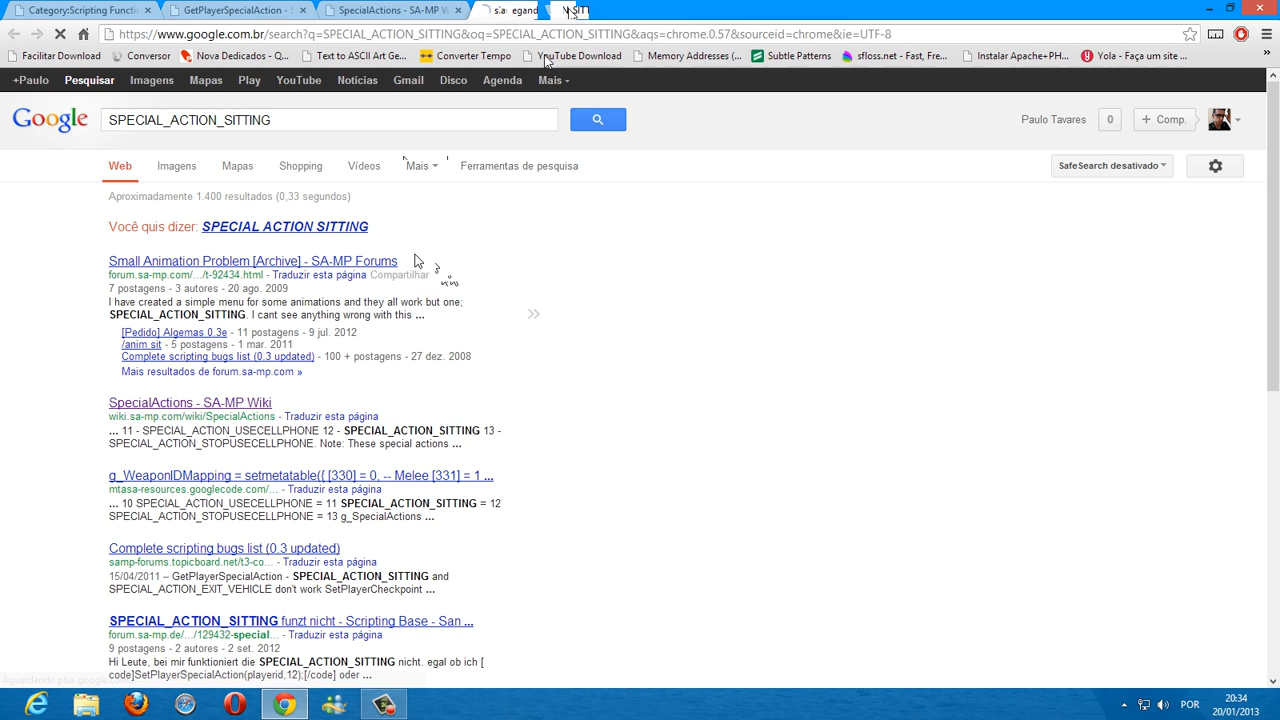 Category:Scripting Functi
GetPlayerSpecialAction - S
SpecialActions - SA-MP W
https://www.google.com.br/search?q=SPECIAL_ACTION_SITTING&oq=SPECIAL_ACTION_SITTING&aqs=chrome.0.57&sourceid=chrome&ie=UTF-8
Facilitar Download Conversão Nova Dedicados - Q... Text to ASCII Art Ge... Converter Tempo YouTube Download Memory Addresses (... Subtle Patterns sfloss.net - Fast, Fre... Instalar Apache+PH... Yola - Faça um site ... »
+Paulo Pesquisar Imagens Mapas Play YouTube Notícias Gmail Disco Agenda Mais
Google SPECIAL_ACTION_SITTING Paulo Tavares 0 + Comp.
Web Imagens Mapas Shopping Vídeos Mais Ferramentas de pesquisa SafeSearch desativado
Aproximadamente 1.400 resultados (0,33 segundos)
Você quis dizer: SPECIAL ACTION SITTING
Small Animation Problem [Archive] - SA-MP Forums
forum.sa-mp.com/.../t-92434.html - Traduzir esta página Compartilhar
7 postagens - 3 autores - 20 ago. 2009
I have created a simple menu for some animations and they all work but one;
SPECIAL_ACTION_SITTING. I cant see anything wrong with this ...
[Pedido] Algemas 0.3e - 11 postagens - 9 jul. 2012
/anim sit - 5 postagens - 1 mar. 2011
Complete scripting bugs list (0.3 updated) - 100 + postagens - 27 dez. 2008
Mais resultados de forum.sa-mp.com »
SpecialActions - SA-MP Wiki
wiki.sa-mp.com/wiki/SpecialActions - Traduzir esta página
... 11 - SPECIAL_ACTION_USECELLPHONE 12 - SPECIAL_ACTION_SITTING 13 -
SPECIAL_ACTION_STOPUSECELLPHONE. Note: These special actions ...
g_WeaponIDMapping = setmetatable({ [330] = 0, -- Melee [331] = 1 ...
mtasa-resources.googlecode.com/... - Traduzir esta página
... 10 SPECIAL_ACTION_USECELLPHONE = 11 SPECIAL_ACTION_SITTING = 12
SPECIAL_ACTION_STOPUSECELLPHONE = 13 g_SpecialActions ...
Complete scripting bugs list (0.3 updated)
samp-forums.topicboard.net/t3-co... - Traduzir esta página
15/04/2011 – GetPlayerSpecialAction - SPECIAL_ACTION_SITTING and
SPECIAL_ACTION_EXIT_VEHICLE don't work SetPlayerCheckpoint ...
SPECIAL_ACTION_SITTING funzt nicht - Scripting Base - San ...
forum.sa-mp.de/.../129432-special... - Traduzir esta página
9 postagens - 2 autores - 2 set. 2012
Hi Leute, bei mir funktioniert die SPECIAL_ACTION_SITTING nicht. egal ob ich [
code]SetPlayerSpecialAction(playerid,12);[/code] oder ...
Aguardando plus.google.com...
POR
20:34
20/01/2013